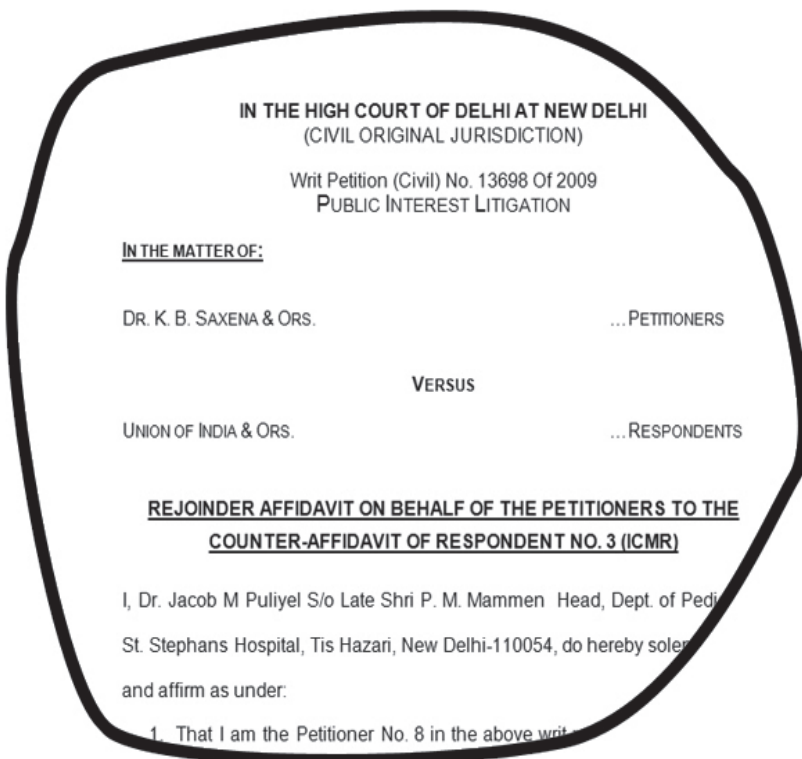 IN THE HIGH COURT OF DELHI AT NEW DELHI
(CIVIL ORIGINAL JURISDICTION)
Writ Petition (Civil) No. 13698 Of 2009
PUBLIC INTEREST LITIGATION
IN THE MATTER OF:
DR. K. B. SAXENA & ORS. ...PETITIONERS
VERSUS
UNION OF INDIA & ORS. ...RESPONDENTS
REJOINDER AFFIDAVIT ON BEHALF OF THE PETITIONERS TO THE
COUNTER-AFFIDAVIT OF RESPONDENT NO. 3 (ICMR)
I, Dr. Jacob M Puliyel S/o Late Shri P. M. Mammen Head, Dept. of
St. Stephans Hospital, Tis Hazari, New Delhi-110054, do hereby
and affirm as under:
1. That I am the Petitioner No. 8 in the above